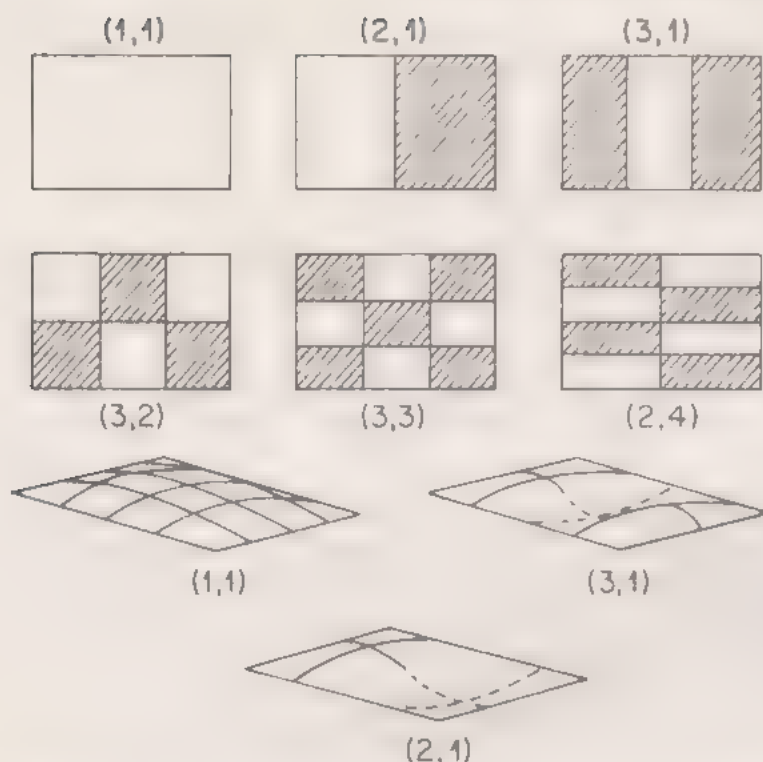 (1,1) (2,1) (3,1)
(3,2) (3,3) (2,4)
(1,1) (3,1)
(2,1)